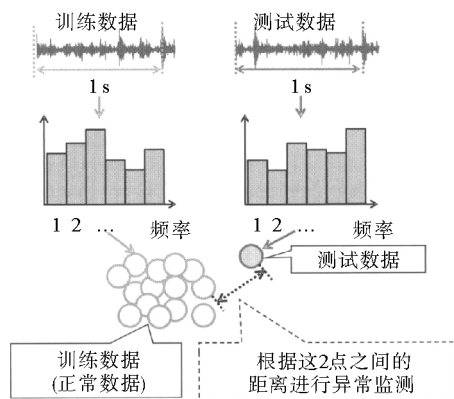 训练数据
测试数据
1 s
1 s
1 2 … 频率
1 2 … 频率
测试数据
训练数据
(正常数据)
根据这2点之间的
距离进行异常监测